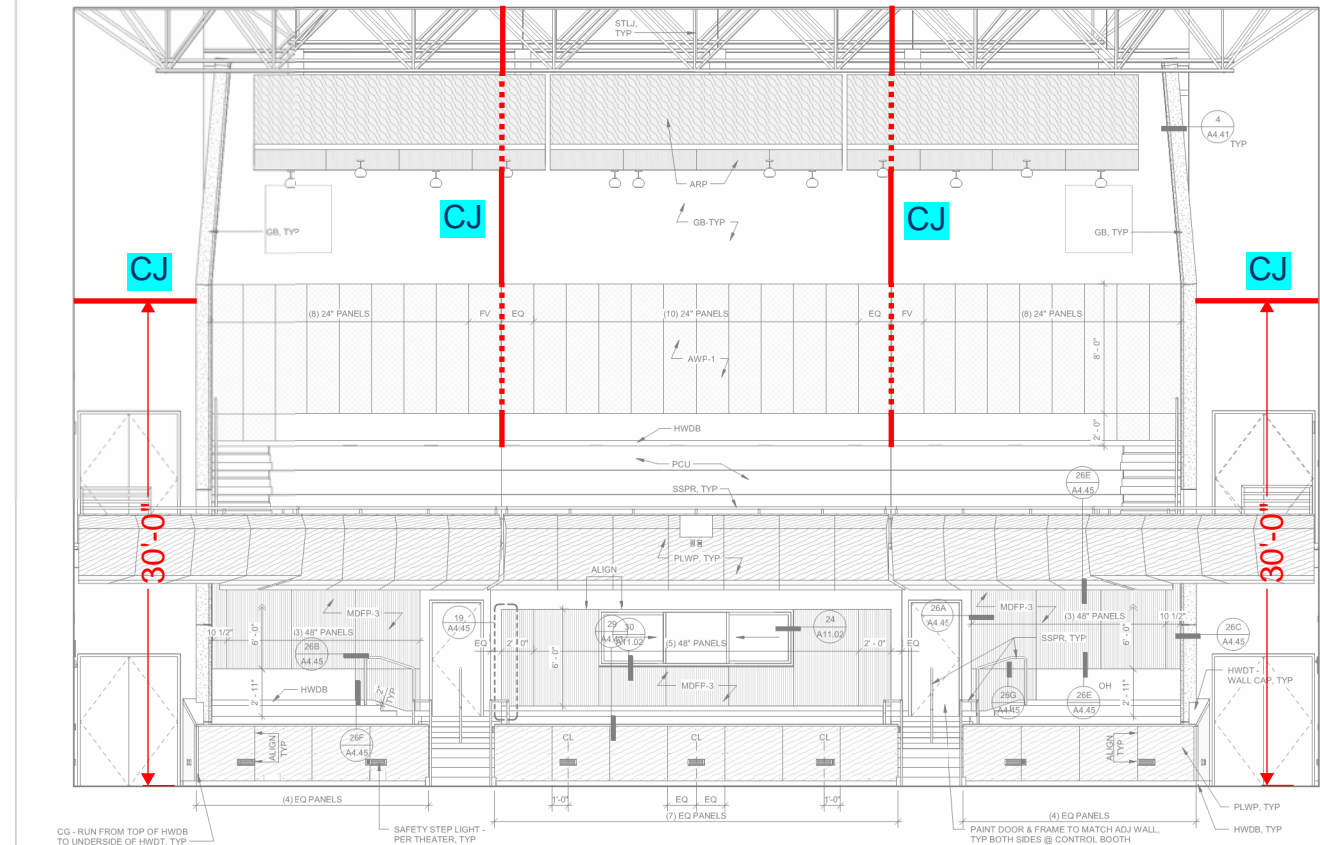 STLJ,
TYP
4
A4.41
TYP
ARP
CJ
CJ
GB-TYP
GB, TYP
GB, TYP
CJ
CJ
(8) 24" PANELS
FV
EQ
(10) 24" PANELS
EQ
FV
(8) 24" PANELS
8' - 0"
AWP-1
HWDB
2' - 0"
PCU
26E
A4.45
SSPR, TYP
30'-0"
30'-0"
PLWP, TYP
ALIGN
MDFP-3
19
A4.45
29
30
A11.02
24
A11.02
26A
A4.45
MDFP-3
10 1/2"
(3) 48" PANELS
6' - 0"
EQ
2' - 0"
6' - 0"
(5) 48" PANELS
2' - 0"
EQ
(3) 48" PANELS
10 1/2"
6' - 0"
26C
A4.45
SSPR, TYP
26B
A4.45
HWDB
2' - 11"
2"
TYP
MDFP-3
26G
A4.45
OH
26E
A4.45
2' - 11"
HWDT -
WALL CAP, TYP
26F
A4.45
ALIGN
TYP
CL
CL
CL
ALIGN
TYP
(4) EQ PANELS
1'-0"
EQ
EQ
1'-0"
(7) EQ PANELS
(4) EQ PANELS
PLWP, TYP
HWDB, TYP
CG - RUN FROM TOP OF HWDB
TO UNDERSIDE OF HWDT, TYP
SAFETY STEP LIGHT -
PER THEATER, TYP
PAINT DOOR & FRAME TO MATCH ADJ WALL,
TYP BOTH SIDES @ CONTROL BOOTH